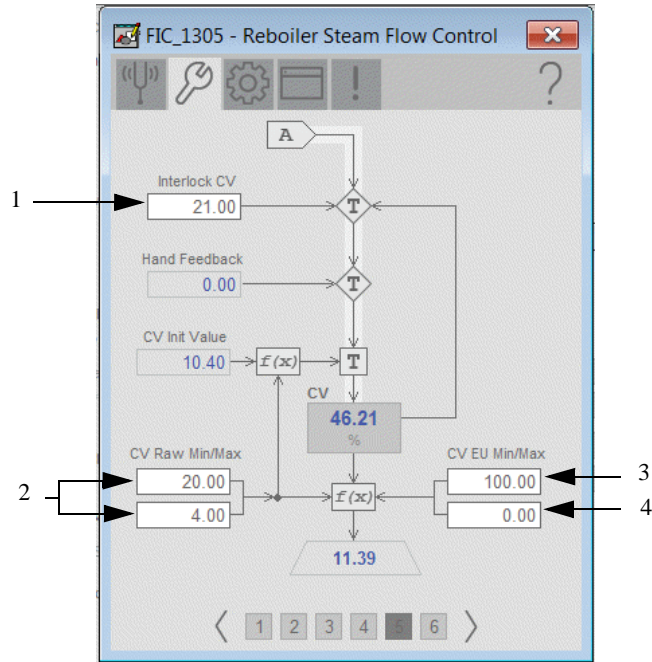 FIC_1305 - Reboiler Steam Flow Control
?
A
Interlock CV
1
21.00
T
Hand Feedback
0.00
T
CV Init Value
10.40
f(x)
T
CV
46.21
%
CV Raw Min/Max
CV EU Min/Max
20.00
100.00
3
2
f(x)
4.00
0.00
4
11.39
1 2 3 4 5 6